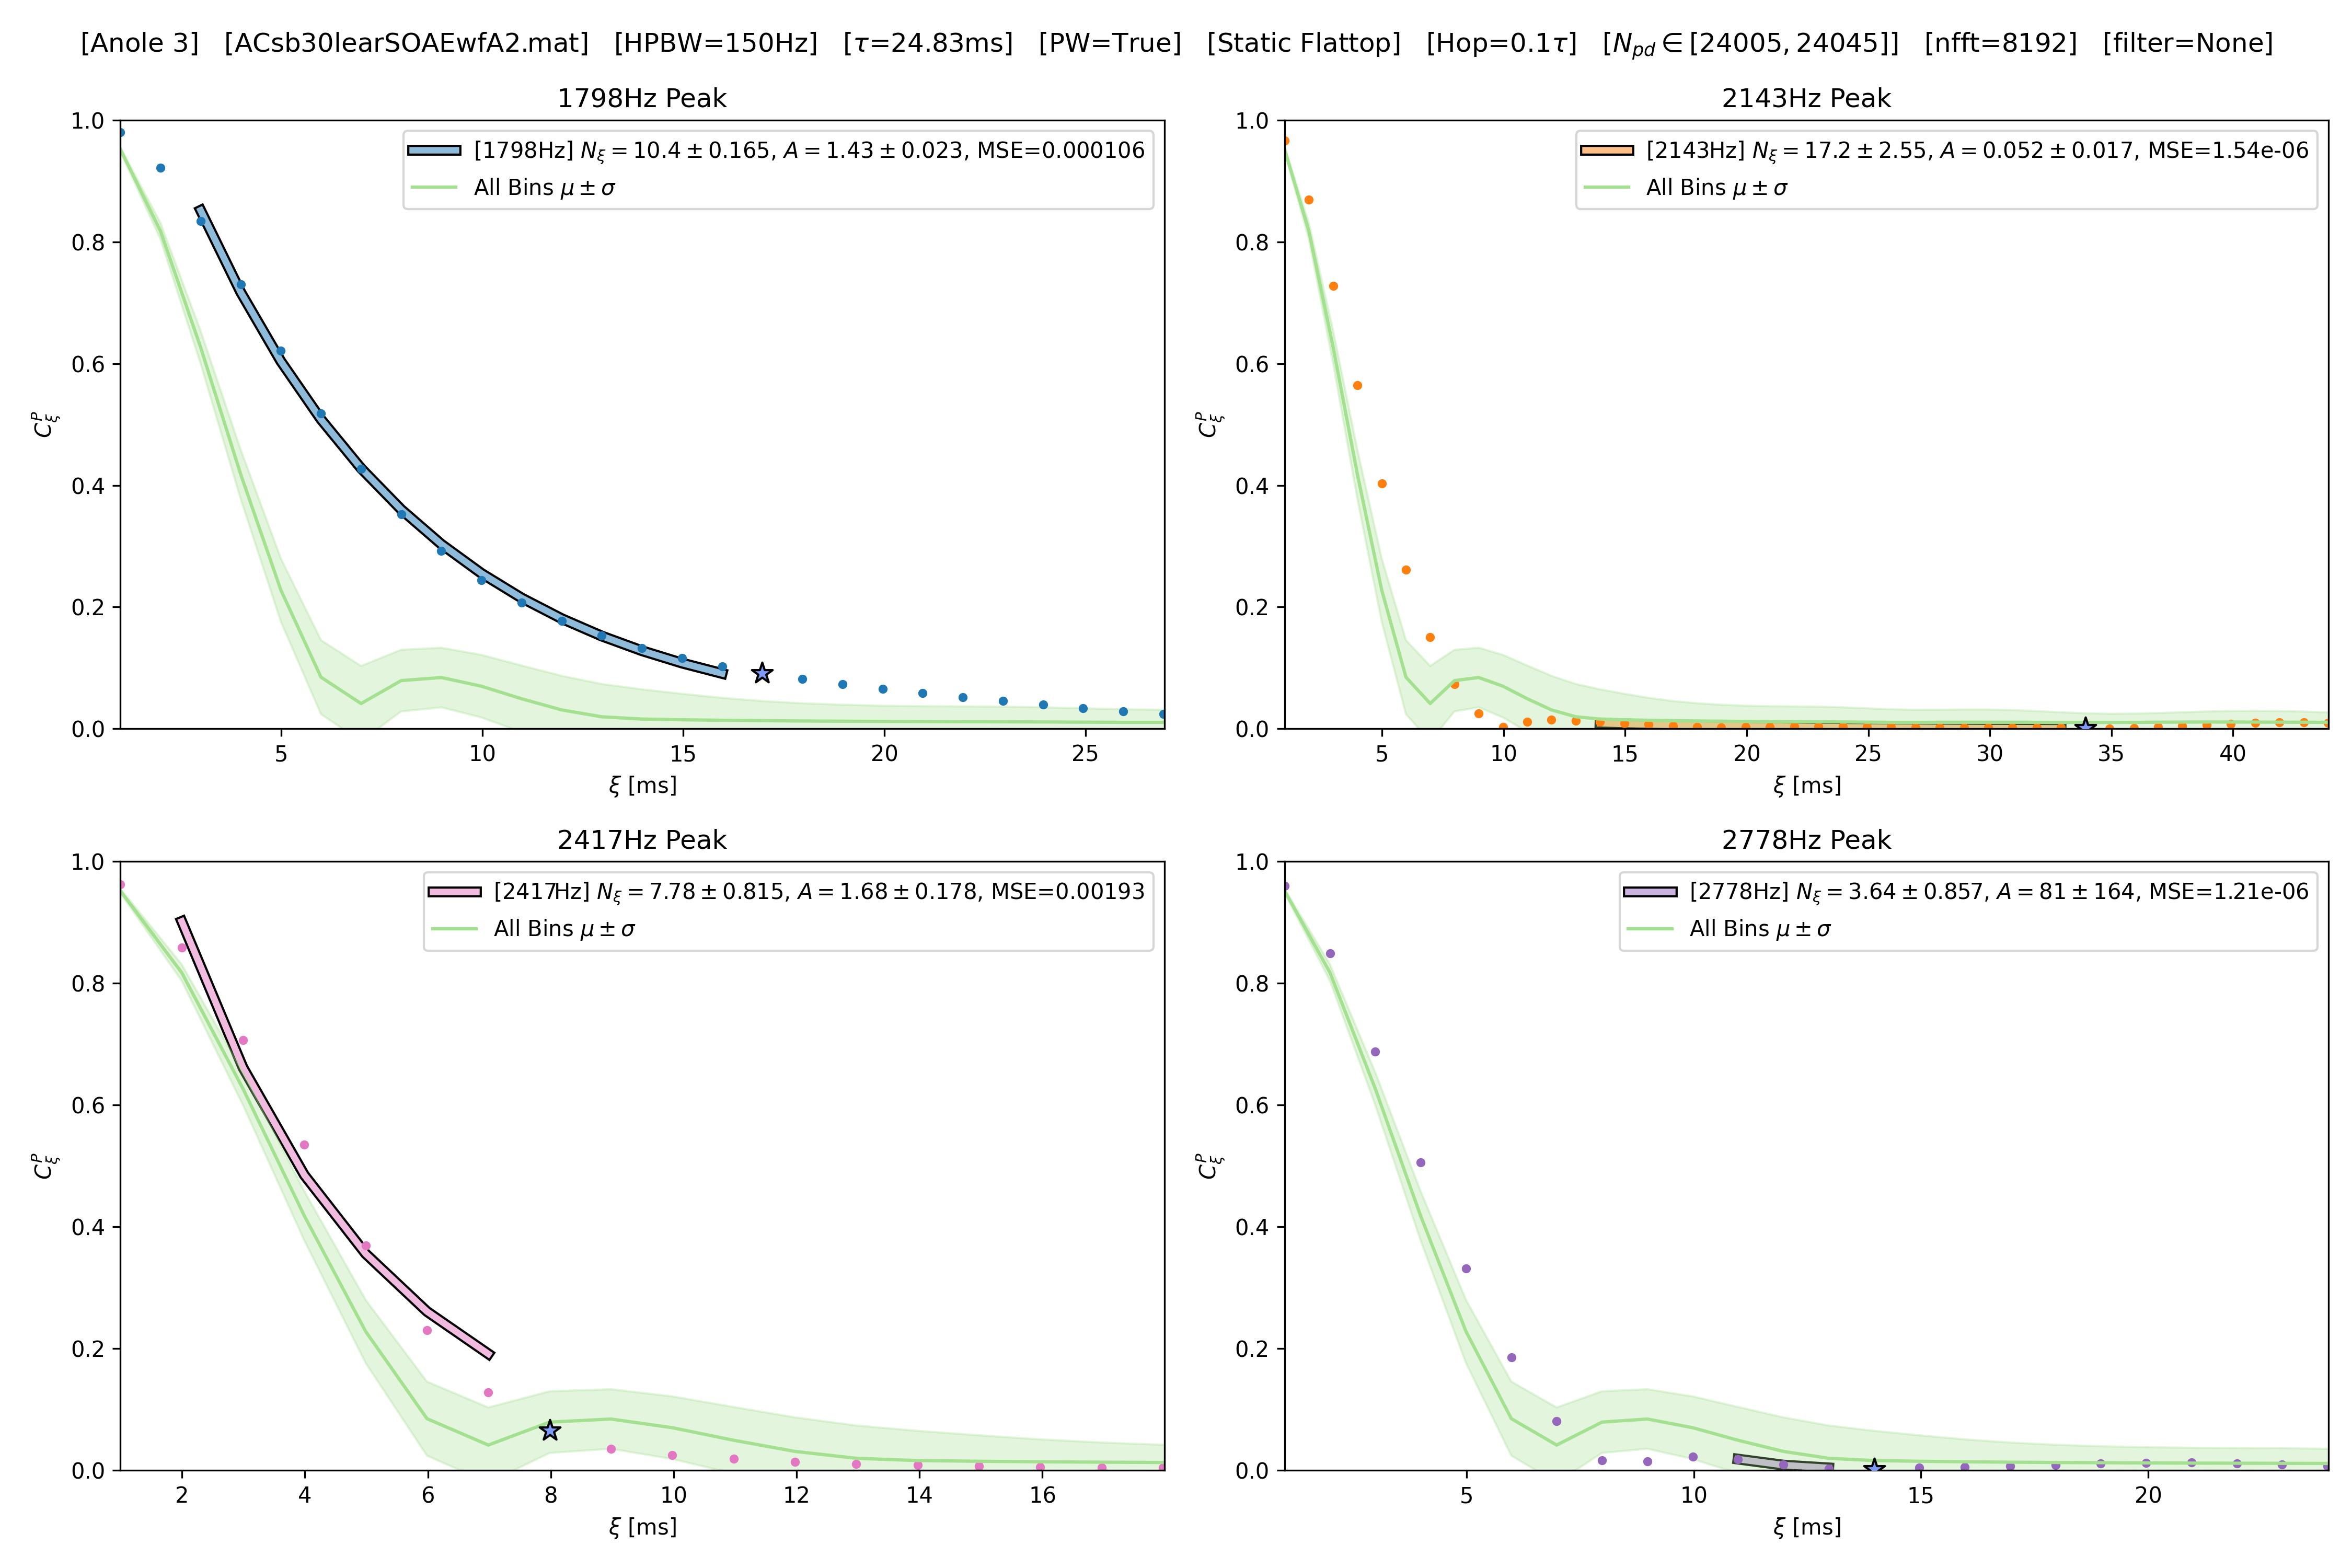 [Anole 3] [ACsb30learSOAEwfA2.mat] [HPBW=150Hz] [τ=24.83ms] [PW=True] [Static Flattop] [Hop=0.1τ] [N_pd ∈ [24005, 24045]] [nfft=8192] [filter=None]
1798Hz Peak
[1798Hz] N_ξ = 10.4 ± 0.165, A = 1.43 ± 0.023, MSE=0.000106
All Bins μ ± σ
1.0
0.8
0.6
0.4
0.2
0.0
C_ξ^P
5 10 15 20 25
ξ [ms]
2143Hz Peak
[2143Hz] N_ξ = 17.2 ± 2.55, A = 0.052 ± 0.017, MSE=1.54e-06
All Bins μ ± σ
1.0
0.8
0.6
0.4
0.2
0.0
C_ξ^P
5 10 15 20 25 30 35 40
ξ [ms]
2417Hz Peak
[2417Hz] N_ξ = 7.78 ± 0.815, A = 1.68 ± 0.178, MSE=0.00193
All Bins μ ± σ
1.0
0.8
0.6
0.4
0.2
0.0
C_ξ^P
2 4 6 8 10 12 14 16
ξ [ms]
2778Hz Peak
[2778Hz] N_ξ = 3.64 ± 0.857, A = 81 ± 164, MSE=1.21e-06
All Bins μ ± σ
1.0
0.8
0.6
0.4
0.2
0.0
C_ξ^P
5 10 15 20
ξ [ms]